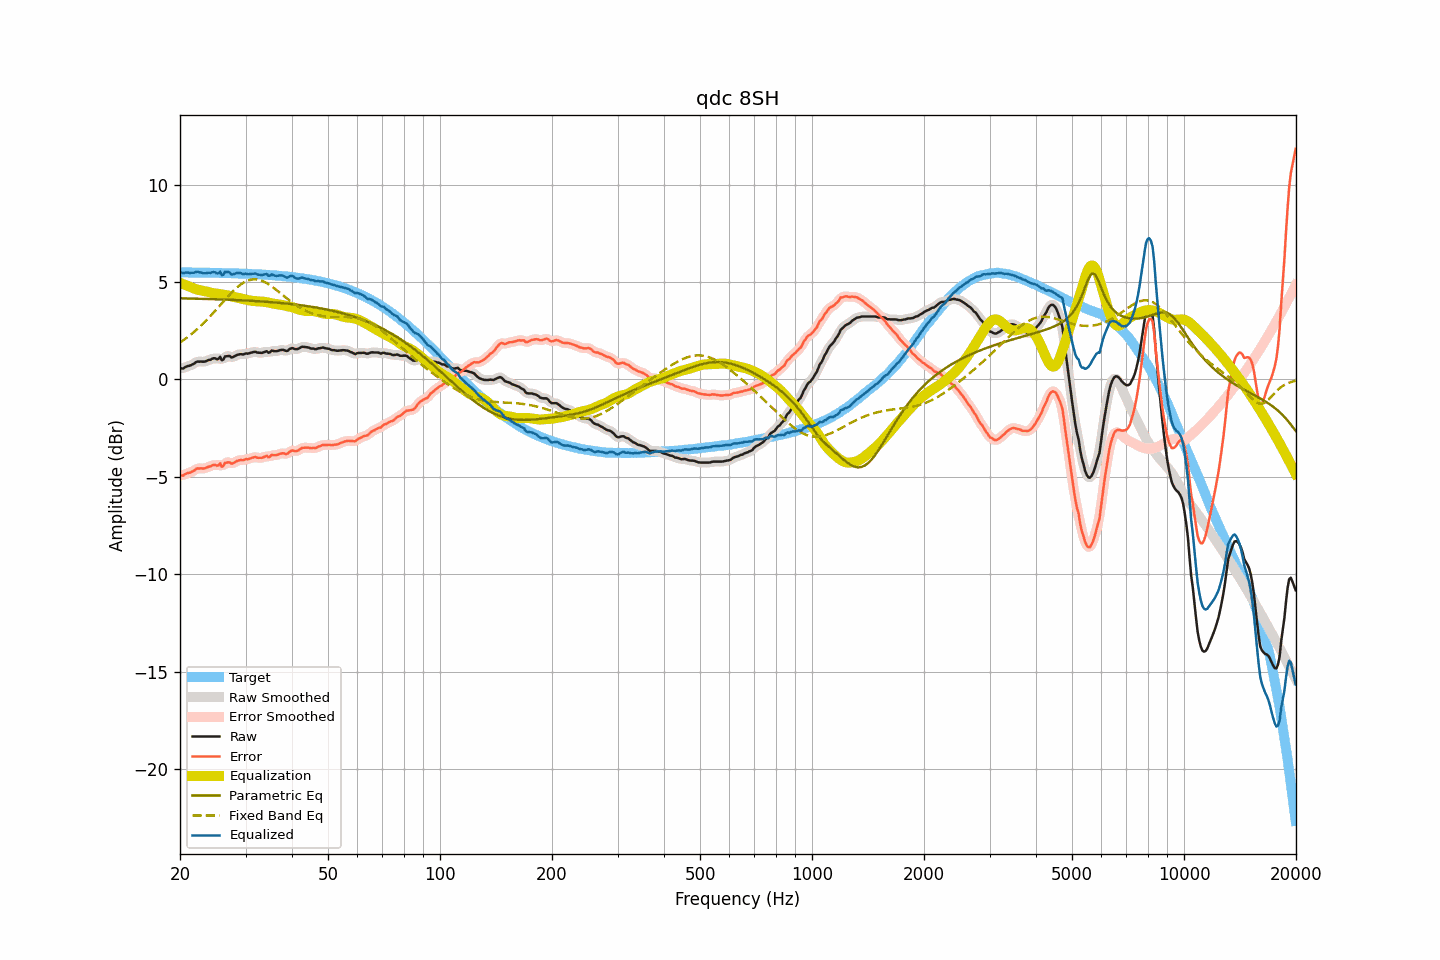 qdc 8SH
Amplitude (dBr)
10
5
0
−5
−10
−15
−20
Target
Raw Smoothed
Error Smoothed
Raw
Error
Equalization
Parametric Eq
Fixed Band Eq
Equalized
20 50 100 200 500 1000 2000 5000 10000 20000
Frequency (Hz)